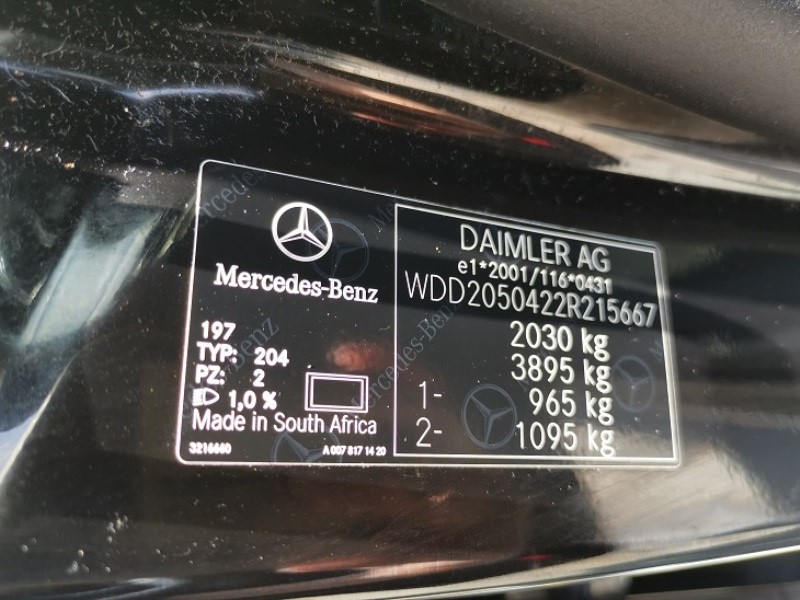 Mercedes-Benz
197
TYP: 204
PZ: 2
1,0 %
Made in South Africa
3216660
A 007 817 14 20
DAIMLER AG
e1*2001/116*0431
WDD2050422R215667
2030 kg
3895 kg
1- 965 kg
2- 1095 kg